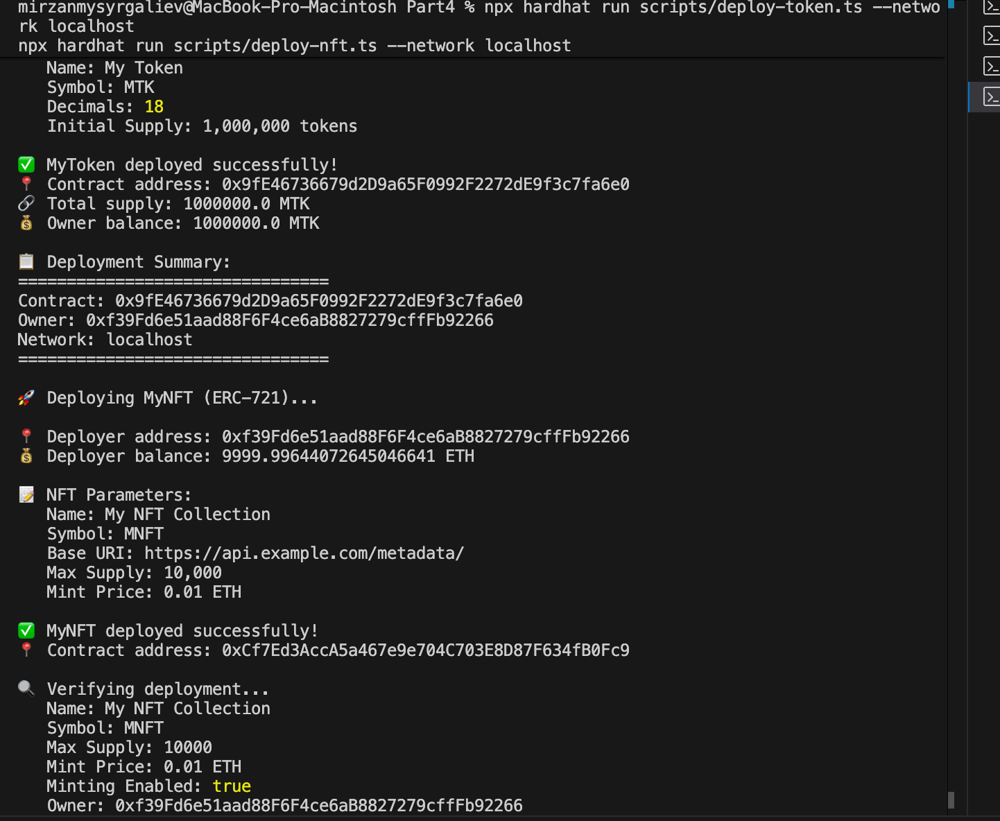 mirzanmysyrgaliev@MacBook-Pro-Macintosh Part4 % npx hardhat run scripts/deploy-token.ts --netwo
rk localhost
npx hardhat run scripts/deploy-nft.ts --network localhost
Name: My Token
Symbol: MTK
Decimals: 18
Initial Supply: 1,000,000 tokens
✅ MyToken deployed successfully!
📍 Contract address: 0x9fE46736679d2D9a65F0992F2272dE9f3c7fa6e0
🔗 Total supply: 1000000.0 MTK
💰 Owner balance: 1000000.0 MTK
📋 Deployment Summary:
================================
Contract: 0x9fE46736679d2D9a65F0992F2272dE9f3c7fa6e0
Owner: 0xf39Fd6e51aad88F6F4ce6aB8827279cffFb92266
Network: localhost
================================
🚀 Deploying MyNFT (ERC-721)...
📍 Deployer address: 0xf39Fd6e51aad88F6F4ce6aB8827279cffFb92266
💰 Deployer balance: 9999.99644072645046641 ETH
📝 NFT Parameters:
Name: My NFT Collection
Symbol: MNFT
Base URI: https://api.example.com/metadata/
Max Supply: 10,000
Mint Price: 0.01 ETH
✅ MyNFT deployed successfully!
📍 Contract address: 0xCf7Ed3AccA5a467e9e704C703E8D87F634fB0Fc9
🔍 Verifying deployment...
Name: My NFT Collection
Symbol: MNFT
Max Supply: 10000
Mint Price: 0.01 ETH
Minting Enabled: true
Owner: 0xf39Fd6e51aad88F6F4ce6aB8827279cffFb92266